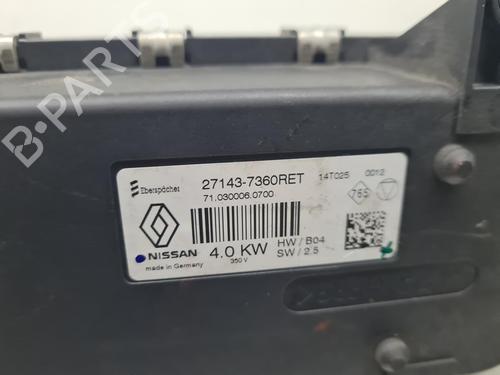 B-PARTS
Eberspächer
27143-7360RET
14T025 0012
71.030006.0700
765
NISSAN
4.0 KW
HW/B04
SW/2.5
made in Germany
350 V